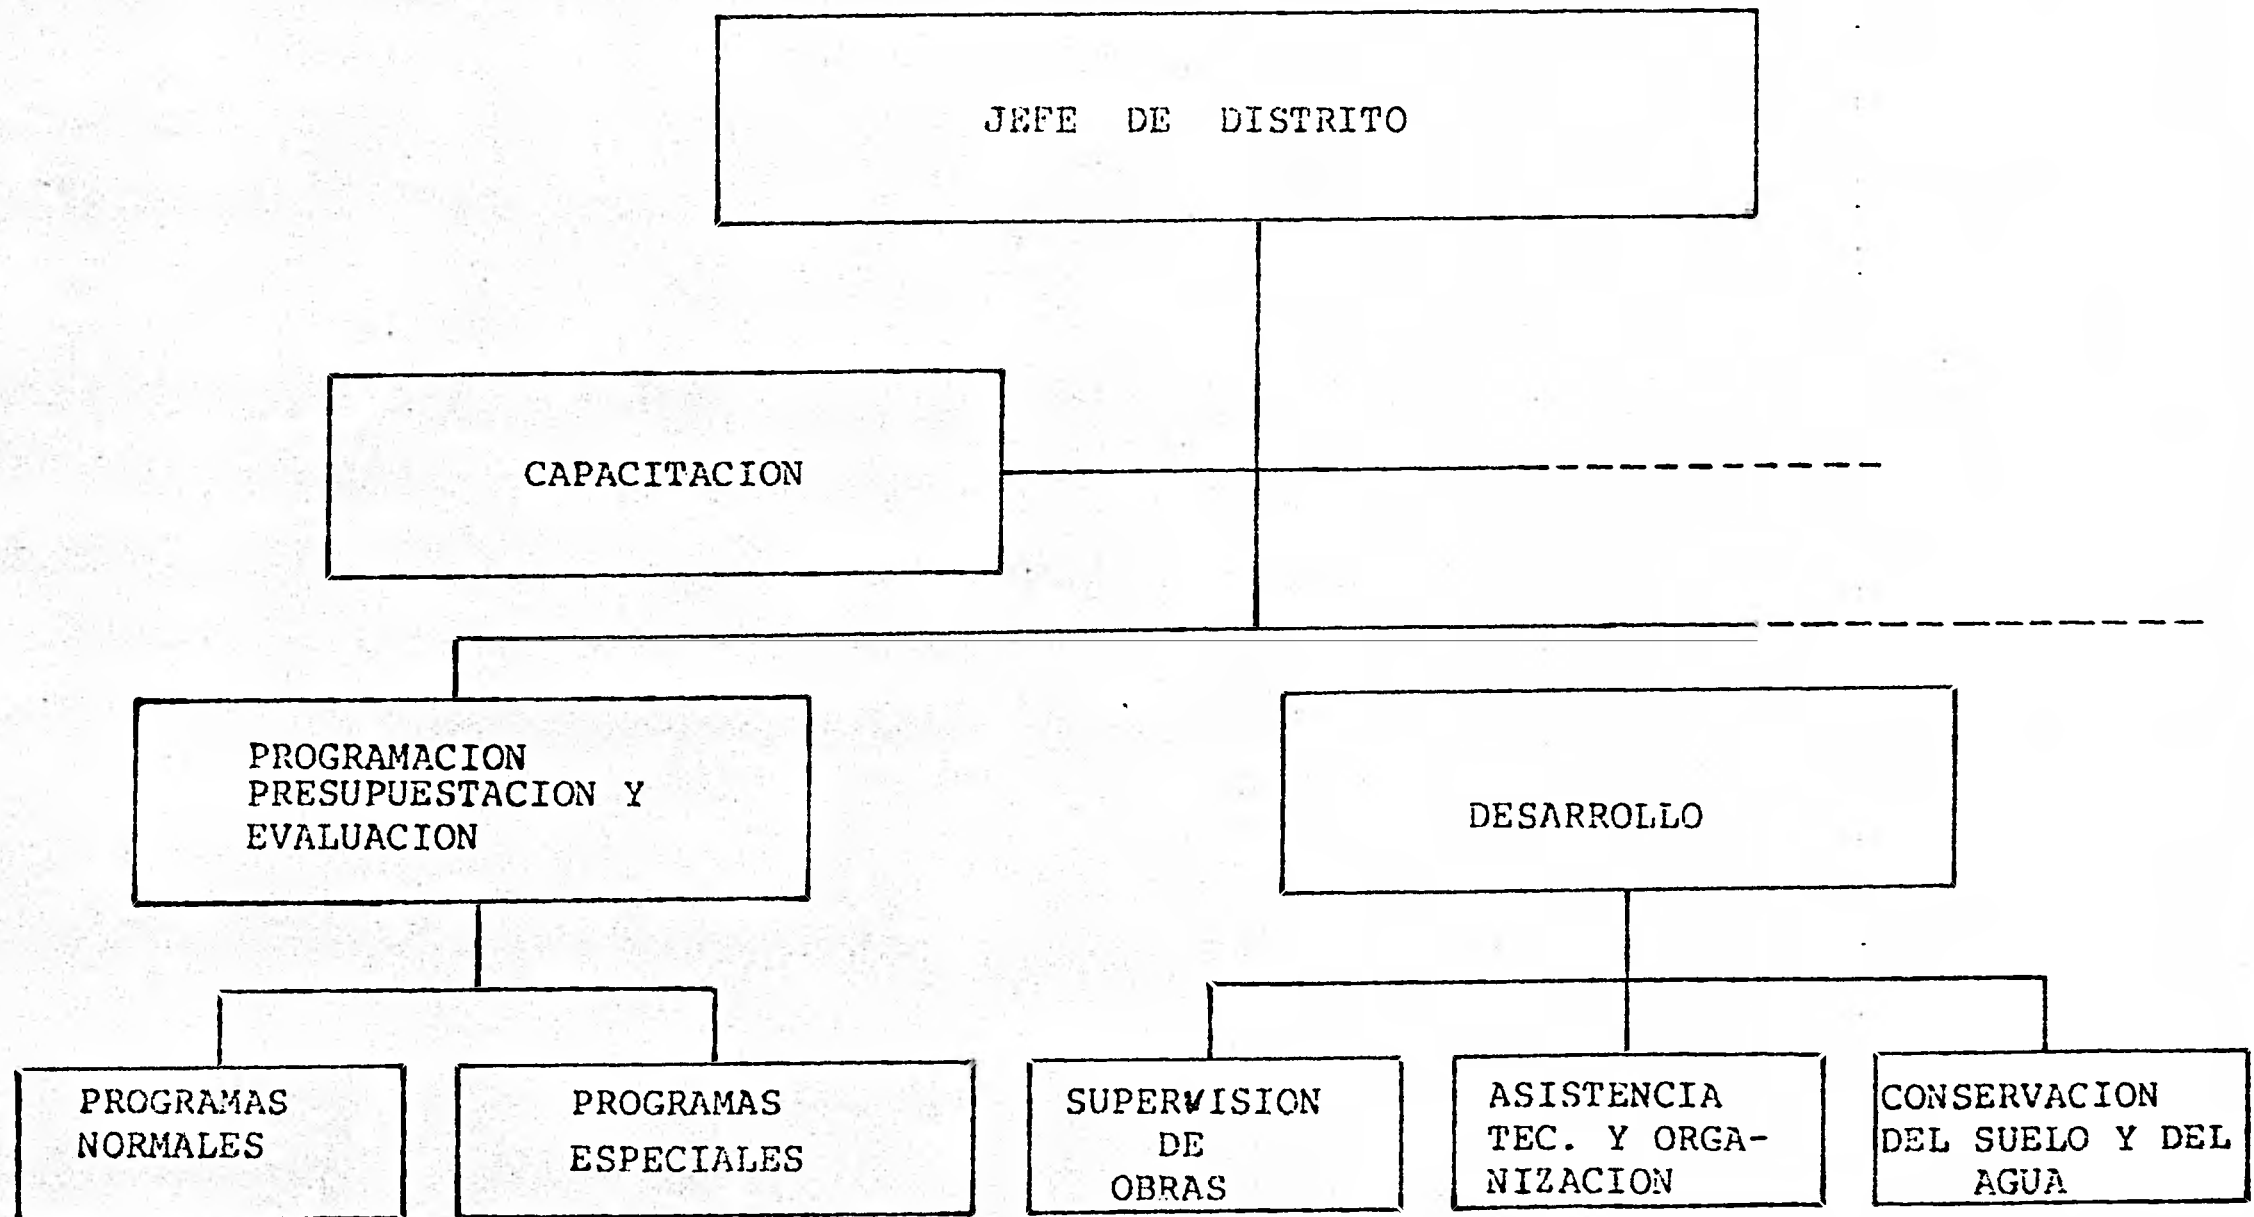 JEFE DE DISTRITO
CAPACITACION
PROGRAMACION
PRESUPUESTACION Y
EVALUACION
DESARROLLO
PROGRAMAS
NORMALES
PROGRAMAS
ESPECIALES
SUPERVISION
DE
OBRAS
ASISTENCIA
TEC. Y ORGA-
NIZACION
CONSERVACION
DEL SUELO Y DEL
AGUA